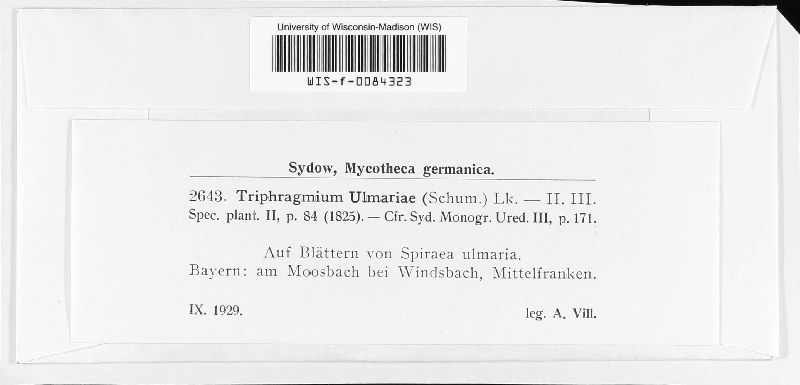 University of Wisconsin-Madison (WIS)
WIS-f-0084323
Sydow, Mycotheca germanica.
2643. Triphragmium Ulmariae (Schum.) Lk. — II. III.
Spec. plant. II, p. 84 (1825). — Cfr. Syd. Monogr. Ured. III, p. 171.
Auf Blättern von Spiraea ulmaria.
Bayern: am Moosbach bei Windsbach, Mittelfranken.
IX. 1929. leg. A. Vill.